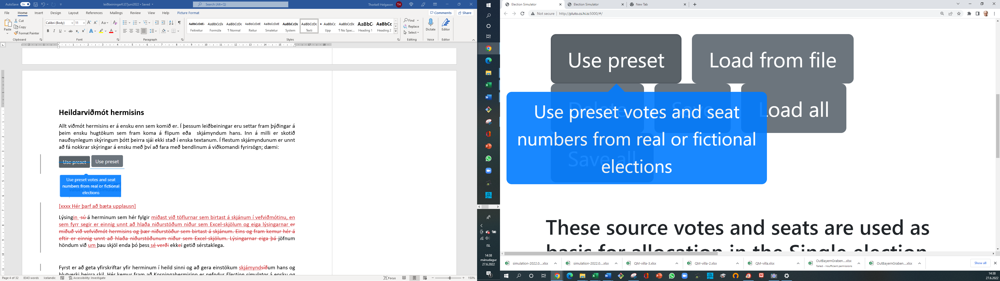 AutoSave On
leiðbeiningarKJ27juni2022 • Saved
Search (Alt+Q)
Thorkell Helgason TH
File Home Insert Design Layout References Mailings Review View Help Picture Format
Comments Share
Paste
Cut
Copy
Format Painter
Clipboard
Calibri (Body) 11
Font
Paragraph
Feitreitur
Formúla
¶ Normal
Reitur
Smaletur
System
Texti
Upp
¶ No Spac...
Heading 1
Heading 2
Styles
Find
Replace
Select
Editing
Dictate
Voice
Editor
Editor
Heildarviðmót hermisins
Allt viðmót hermisins er á ensku enn sem komið er. Í þessum leiðbeiningar eru settar fram þýðingar á
þeim ensku hugtökum sem fram koma á flipum eða skjámyndum hans. Inn á milli er skotið
nauðsynlegum skýringum þótt þeirra sjái ekki stað í enska textanum. Í flestum skjámyndunum er unnt
að fá nokkrar skýringar á ensku með því að fara með bendlinum á viðkomandi fyrirsögn; dæmi:
Use preset Use preset
Use preset votes and seat
numbers from real or fictional
elections
[xxxx Hér þarf að bæta upplausn]
Lýsingin sú á herminum sem hér fylgir miðast við töflurnar sem birtast á skjánum í vefviðmótinu, en
sem fyrr segir er einnig unnt að hlaða niðurstöðum niður sem Excel-skjölum og eiga lýsingarnar er
miðuð við vefviðmót hermisins og þær niðurstöður sem birtast á skjánum. Eins og fram kemur hér á
eftir er einnig unnt að hlaða niðurstöðunum niður sem Excel-skjölum. Lýsingarnar eiga þá jöfnum
höndum við um þau skjöl enda þó þess sé verði ekkei getið sérstaklega.
Fyrst er að geta yfirskriftar yfir herminum í heild sinni og að gera einstökum skjámyndsíðum hans og
hlutverki þeirra skil. Hér kemur fram að Kosningahermirinn er nefndur Election simulator á ensku og
Page 4 of 32 8343 words Icelandic Accessibility: Investigate
Focus
150%
ISL
14:38
mánudagur
27.6.2022
Election Simulator
Election Simulator
New Tab
Not secure http://pluto.cs.hi.is:5000/#/
Use preset
Load from file
Delete
Save
Load all
Save all
Use preset votes and seat
numbers from real or fictional
elections
These source votes and seats are used as
basis for allocation in the Single election
simulation-2022.0....xlsx
simulation-2022.0....xlsx
QM-villa-3.xlsx
QM-villa-2.xlsx
QM-villa.xlsx
OutBayernGraben....xlsx
Failed - Insufficient permissions
OutBayernGraben....xlsx
Show all
14:38
27.6.2022